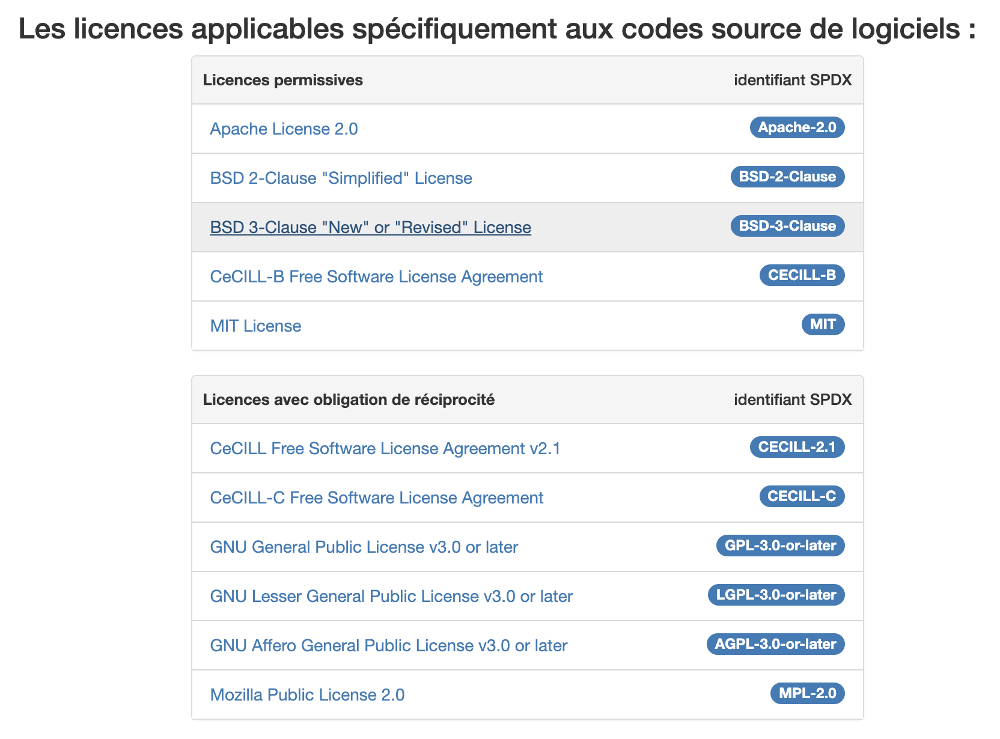 Les licences applicables spécifiquement aux codes source de logiciels :
Licences permissives identifiant SPDX
Apache License 2.0 Apache-2.0
BSD 2-Clause "Simplified" License BSD-2-Clause
BSD 3-Clause "New" or "Revised" License BSD-3-Clause
CeCILL-B Free Software License Agreement CECILL-B
MIT License MIT
Licences avec obligation de réciprocité identifiant SPDX
CeCILL Free Software License Agreement v2.1 CECILL-2.1
CeCILL-C Free Software License Agreement CECILL-C
GNU General Public License v3.0 or later GPL-3.0-or-later
GNU Lesser General Public License v3.0 or later LGPL-3.0-or-later
GNU Affero General Public License v3.0 or later AGPL-3.0-or-later
Mozilla Public License 2.0 MPL-2.0